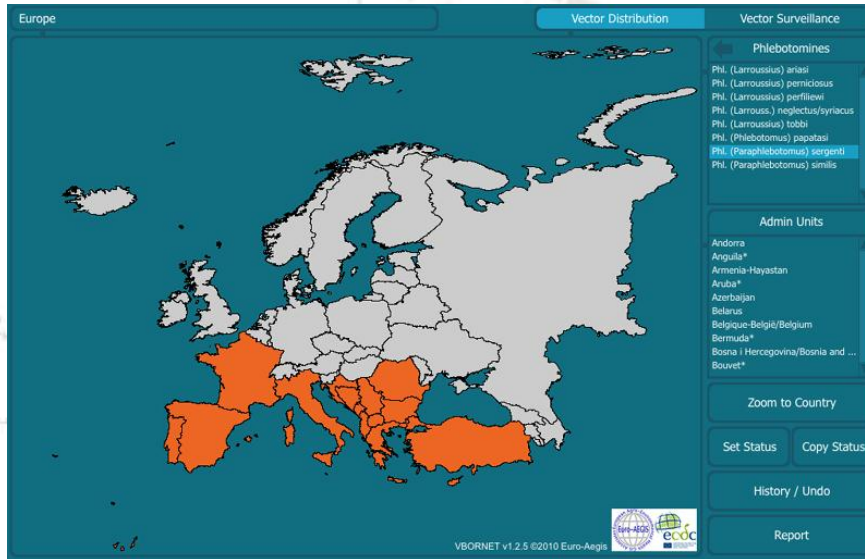 Europe
Vector Distribution
Vector Surveillance
Phlebotomines
Phl. (Larroussius) ariasi
Phl. (Larroussius) perniciosus
Phl. (Larroussius) perfiliewi
Phl. (Larrouss.) neglectus/syriacus
Phl. (Larroussius) tobbi
Phl. (Phlebotomus) papatasi
Phl. (Paraphlebotomus) sergenti
Phl. (Paraphlebotomus) similis
Admin Units
Andorra
Anguila*
Armenia-Hayastan
Aruba*
Azerbaijan
Belarus
Belgique-België/Belgium
Bermuda*
Bosna i Hercegovina/Bosnia and ...
Bouvet*
Zoom to Country
Set Status
Copy Status
History / Undo
Report
VBORNET v1.2.5 ©2010 Euro-Aegis
Euro-AEGIS
ecdc